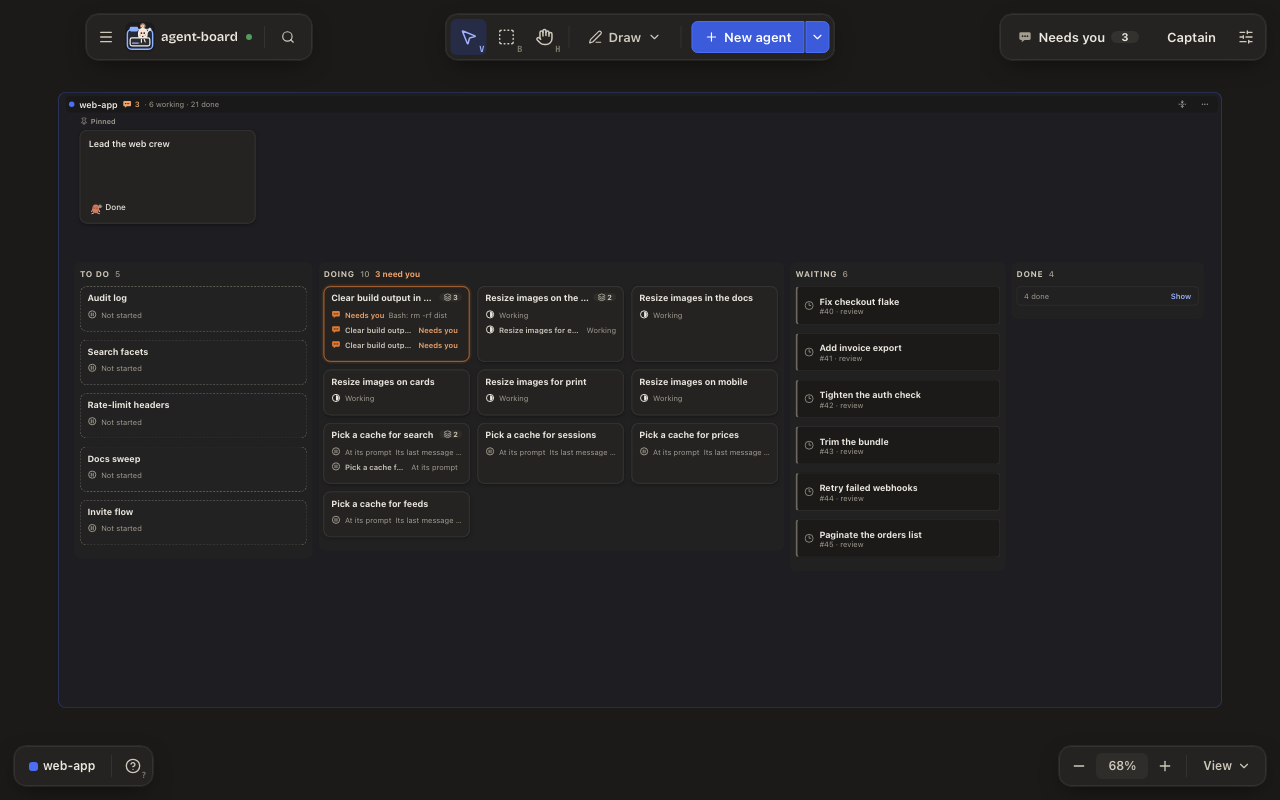 agent-board
V
B
H
Draw
New agent
Needs you 3
Captain
web-app 3 · 6 working · 21 done
Pinned
Lead the web crew
Done
TO DO 5
Audit log
Not started
Search facets
Not started
Rate-limit headers
Not started
Docs sweep
Not started
Invite flow
Not started
DOING 10 3 need you
Clear build output in ... 3
Needs you Bash: rm -rf dist
Clear build outp... Needs you
Clear build outp... Needs you
Resize images on the ... 2
Working
Resize images for e... Working
Resize images in the docs
Working
Resize images on cards
Working
Resize images for print
Working
Resize images on mobile
Working
Pick a cache for search 2
At its prompt Its last message ...
Pick a cache f... At its prompt
Pick a cache for sessions
At its prompt Its last message ...
Pick a cache for prices
At its prompt Its last message ...
Pick a cache for feeds
At its prompt Its last message ...
WAITING 6
Fix checkout flake
#40 · review
Add invoice export
#41 · review
Tighten the auth check
#42 · review
Trim the bundle
#43 · review
Retry failed webhooks
#44 · review
Paginate the orders list
#45 · review
DONE 4
4 done Show
web-app
?
68%
View